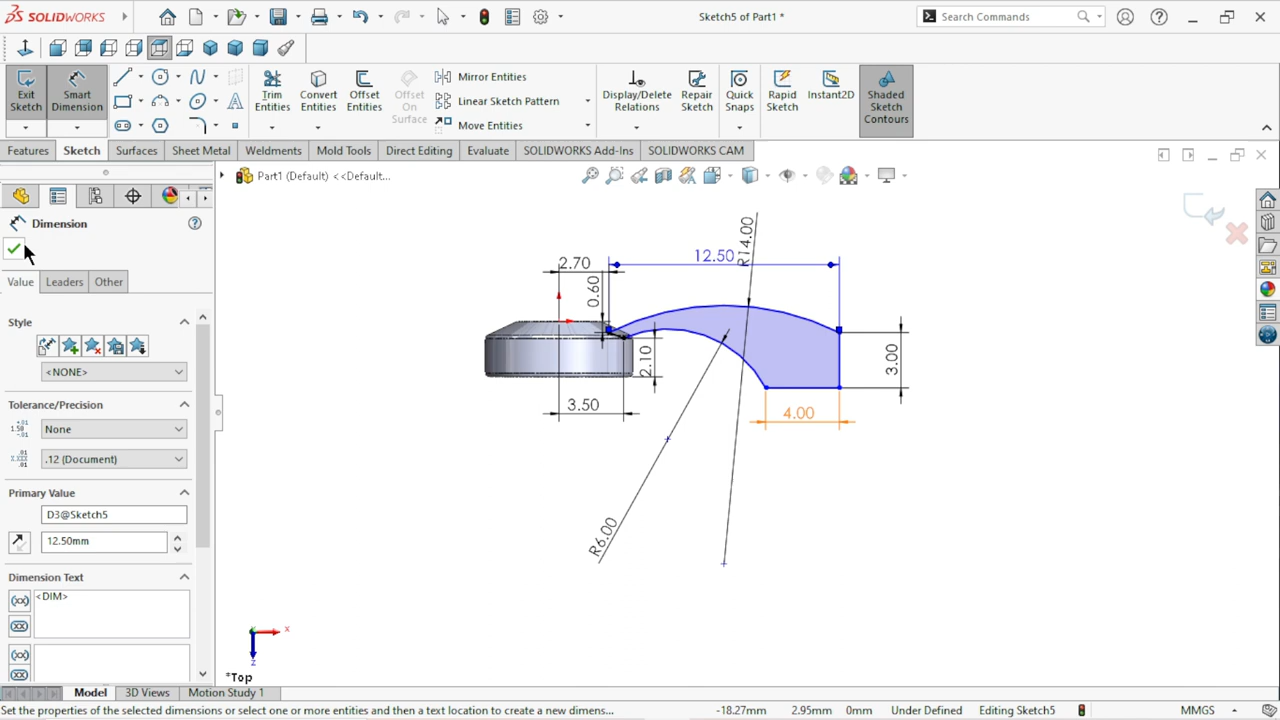 SOLIDWORKS
Sketch5 of Part1 *
Search Commands
Exit Sketch
Smart Dimension
Trim Entities
Convert Entities
Offset Entities
Offset On Surface
Mirror Entities
Linear Sketch Pattern
Move Entities
Display/Delete Relations
Repair Sketch
Quick Snaps
Rapid Sketch
Instant2D
Shaded Sketch Contours
Features
Sketch
Surfaces
Sheet Metal
Weldments
Mold Tools
Direct Editing
Evaluate
SOLIDWORKS Add-Ins
SOLIDWORKS CAM
Part1 (Default) <<Default...
Dimension
Value
Leaders
Other
Style
<NONE>
Tolerance/Precision
None
.12 (Document)
Primary Value
D3@Sketch5
12.50mm
Dimension Text
<DIM>
2.70
0.60
12.50
R14.00
2.10
3.00
3.50
4.00
R6.00
x
z
*Top
Model
3D Views
Motion Study 1
Set the properties of the selected dimensions or select one or more entities and then a text location to create a new dimens...
-18.27mm
2.95mm
0mm
Under Defined
Editing Sketch5
MMGS